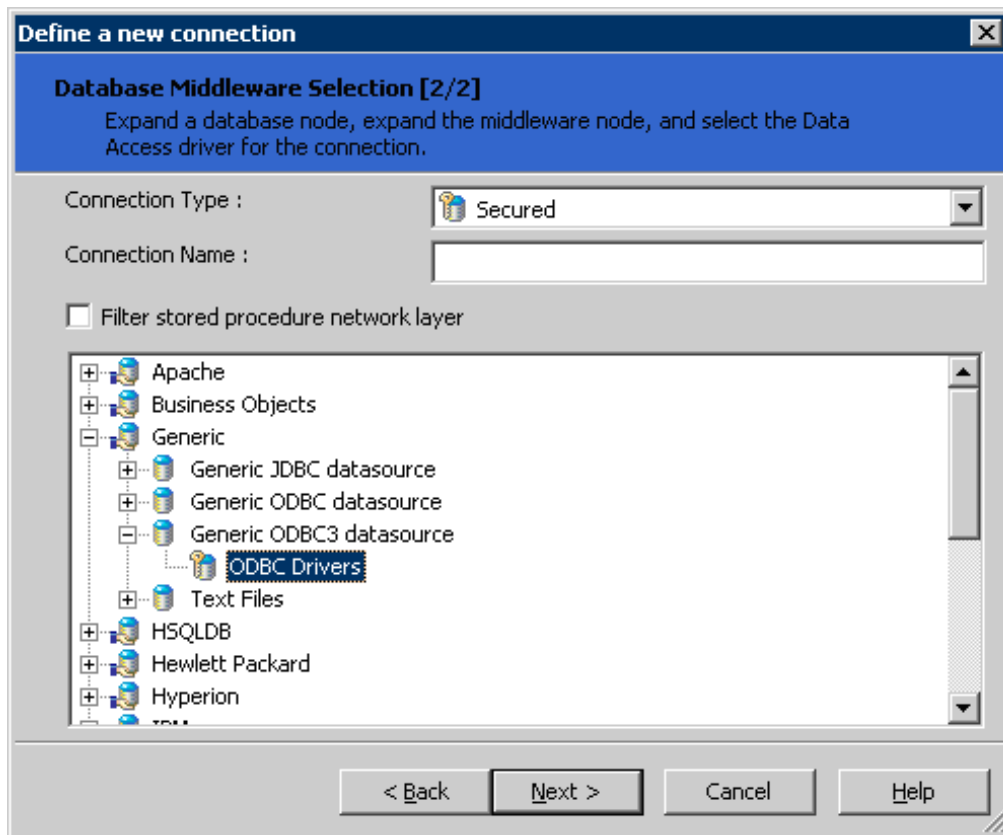 Define a new connection
Database Middleware Selection [2/2]
Expand a database node, expand the middleware node, and select the Data
Access driver for the connection.
Connection Type :
Secured
Connection Name :
Filter stored procedure network layer
Apache
Business Objects
Generic
Generic JDBC datasource
Generic ODBC datasource
Generic ODBC3 datasource
ODBC Drivers
Text Files
HSQLDB
Hewlett Packard
Hyperion
< Back
Next >
Cancel
Help